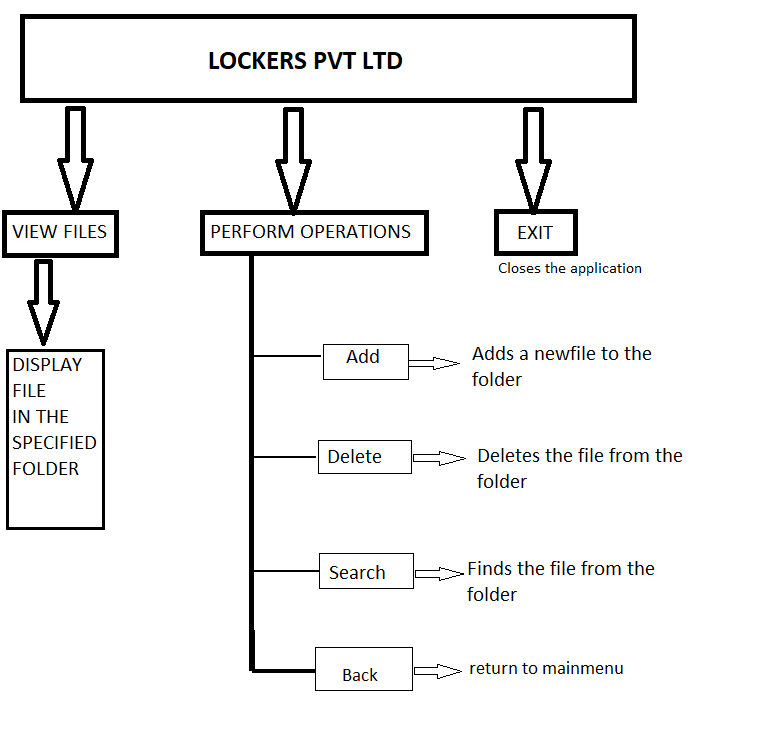 LOCKERS PVT LTD
VIEW FILES
PERFORM OPERATIONS
EXIT
Closes the application
DISPLAY
FILE
IN THE
SPECIFIED
FOLDER
Add
Adds a newfile to the
folder
Delete
Deletes the file from the
folder
Search
Finds the file from the
folder
Back
return to mainmenu